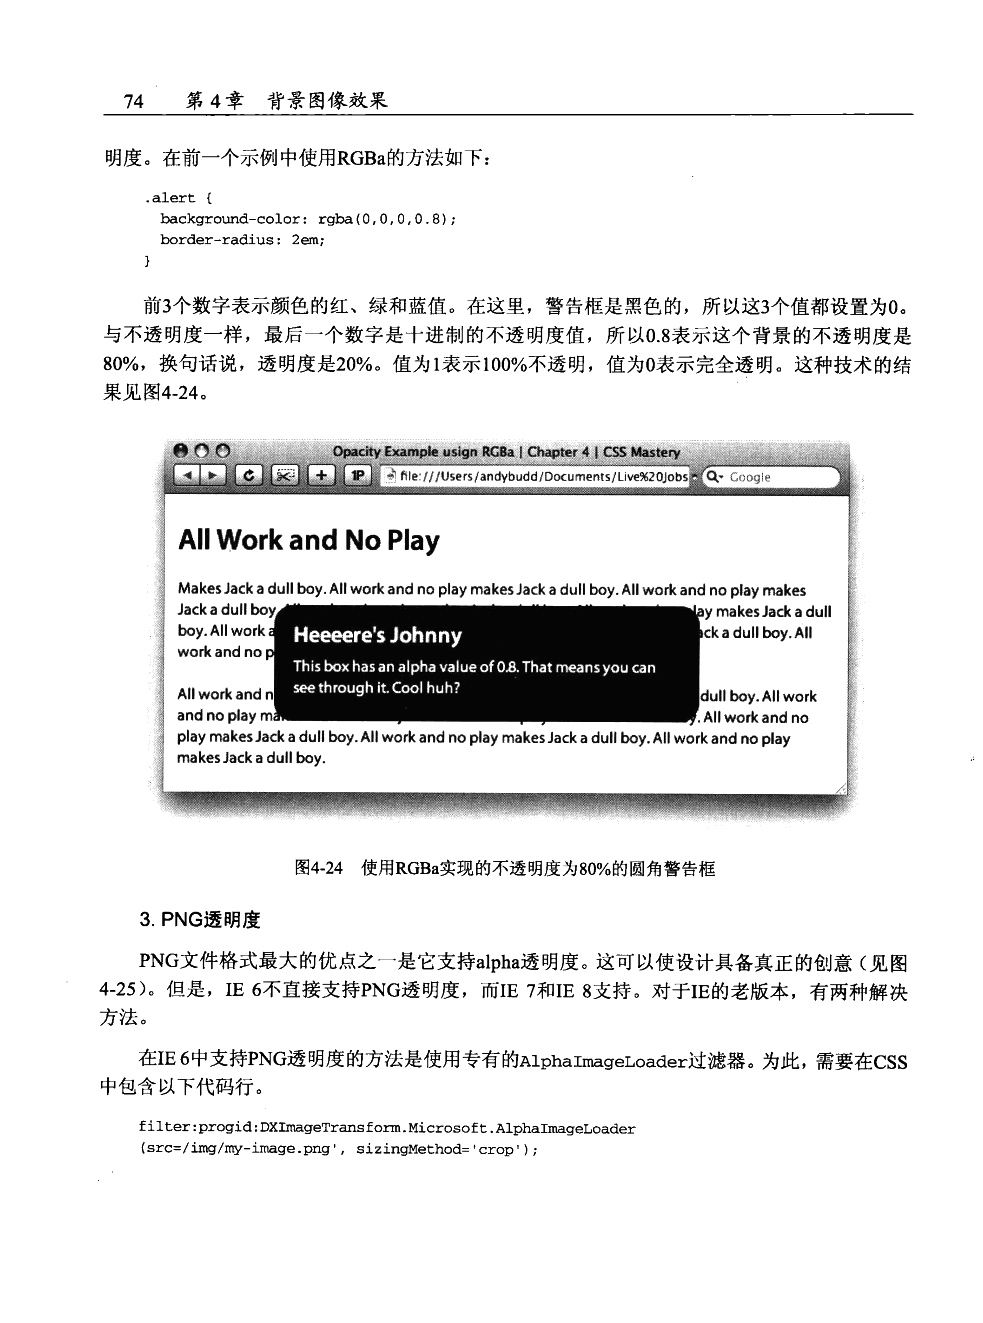 74 第4章 背景图像效果
明度。在前一个示例中使用RGBa的方法如下：
.alert {
background-color: rgba(0,0,0,0.8);
border-radius: 2em;
}
前3个数字表示颜色的红、绿和蓝值。在这里，警告框是黑色的，所以这3个值都设置为0。
与不透明度一样，最后一个数字是十进制的不透明度值，所以0.8表示这个背景的不透明度是
80%，换句话说，透明度是20%。值为1表示100%不透明，值为0表示完全透明。这种技术的结
果见图4-24。
Opacity Example usign RGBa | Chapter 4 | CSS Mastery
1P file:///Users/andybudd/Documents/Live%20Jobs Google
All Work and No Play
Makes Jack a dull boy. All work and no play makes Jack a dull boy. All work and no play makes
Jack a dull boy. lay makes Jack a dull
boy. All work a ck a dull boy. All
work and no p
Heeeere's Johnny
This box has an alpha value of 0.8. That means you can
see through it. Cool huh?
All work and n dull boy. All work
and no play ma y. All work and no
play makes Jack a dull boy. All work and no play makes Jack a dull boy. All work and no play
makes Jack a dull boy.
图4-24 使用RGBa实现的不透明度为80%的圆角警告框
3. PNG透明度
PNG文件格式最大的优点之一是它支持alpha透明度。这可以使设计具备真正的创意（见图
4-25）。但是，IE 6不直接支持PNG透明度，而IE 7和IE 8支持。对于IE的老版本，有两种解决
方法。
在IE 6中支持PNG透明度的方法是使用专有的AlphaImageLoader过滤器。为此，需要在CSS
中包含以下代码行。
filter:progid:DXImageTransform.Microsoft.AlphaImageLoader
(src=/img/my-image.png', sizingMethod='crop');